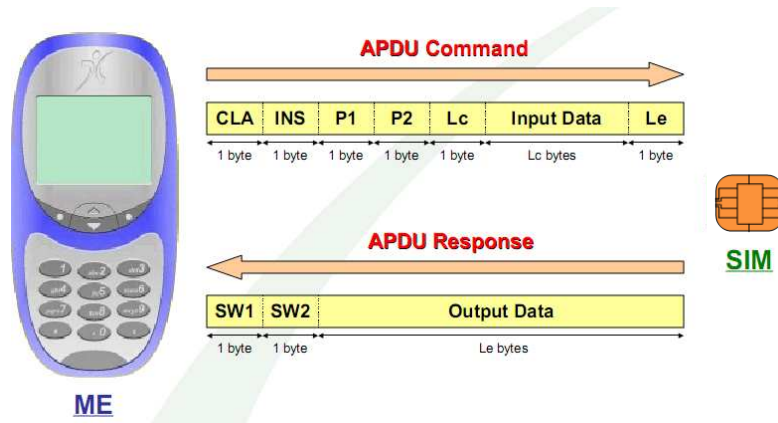 APDU Command
CLA INS P1 P2 Lc Input Data Le
1 byte 1 byte 1 byte 1 byte 1 byte Lc bytes 1 byte
APDU Response
SIM
SW1 SW2 Output Data
1 byte 1 byte Le bytes
ME